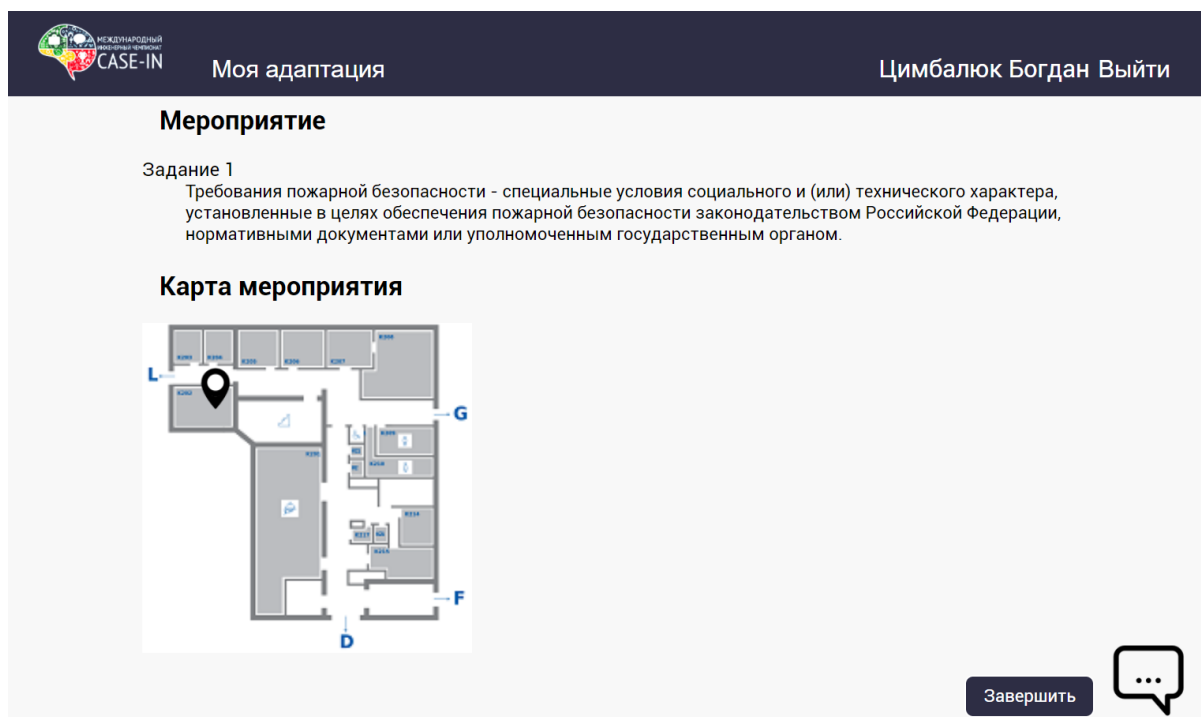 МЕЖДУНАРОДНЫЙ
ИНЖЕНЕРНЫЙ ЧЕМПИОНАТ
CASE-IN
Моя адаптация
Цимбалюк Богдан Выйти
Мероприятие
Задание 1
Требования пожарной безопасности - специальные условия социального и (или) технического характера,
установленные в целях обеспечения пожарной безопасности законодательством Российской Федерации,
нормативными документами или уполномоченным государственным органом.
Карта мероприятия
L
G
F
D
Завершить